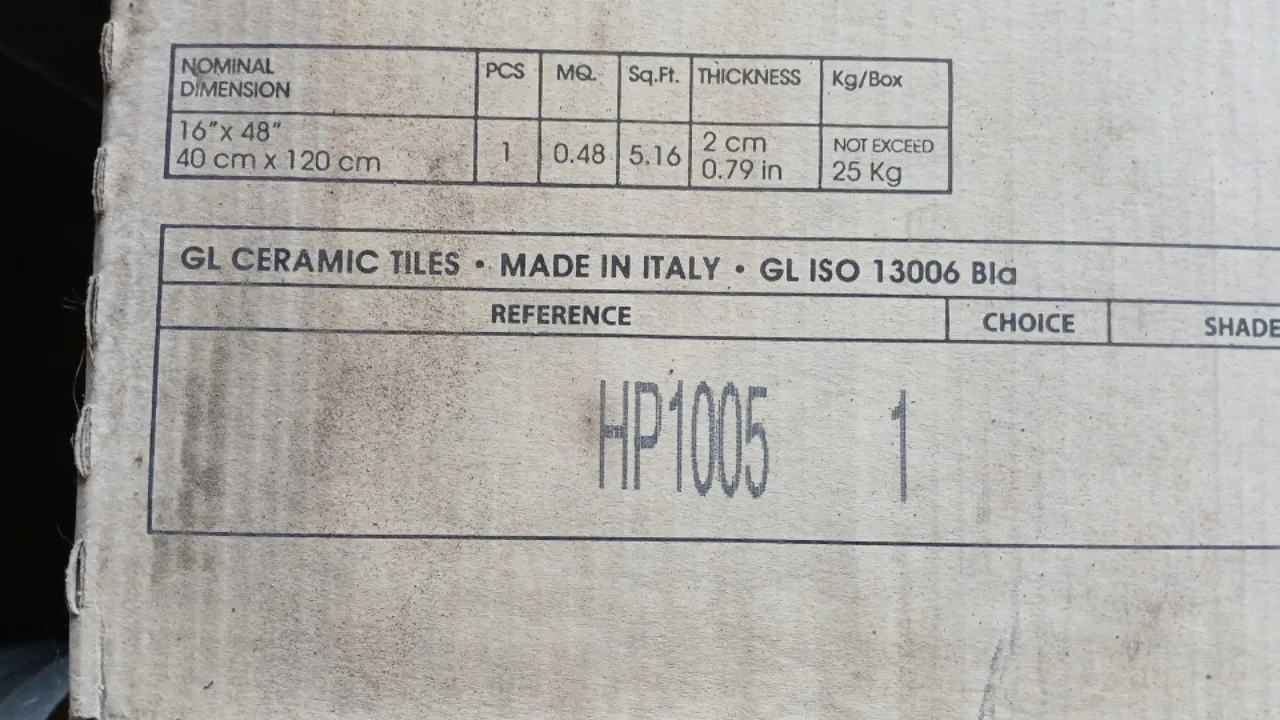 NOMINAL DIMENSION PCS MQ. Sq.Ft. THICKNESS Kg/Box
16"x 48" 40 cm x 120 cm 1 0.48 5.16 2 cm 0.79 in NOT EXCEED 25 Kg
GL CERAMIC TILES • MADE IN ITALY • GL ISO 13006 BIa
REFERENCE CHOICE SHADE
HP1005 1